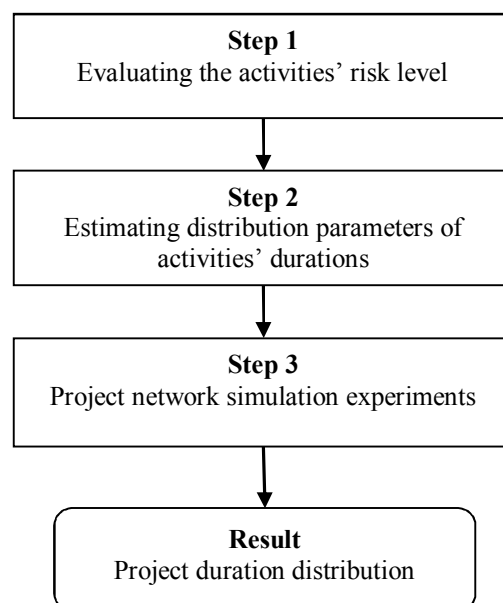 Step 1
Evaluating the activities’ risk level
Step 2
Estimating distribution parameters of
activities’ durations
Step 3
Project network simulation experiments
Result
Project duration distribution